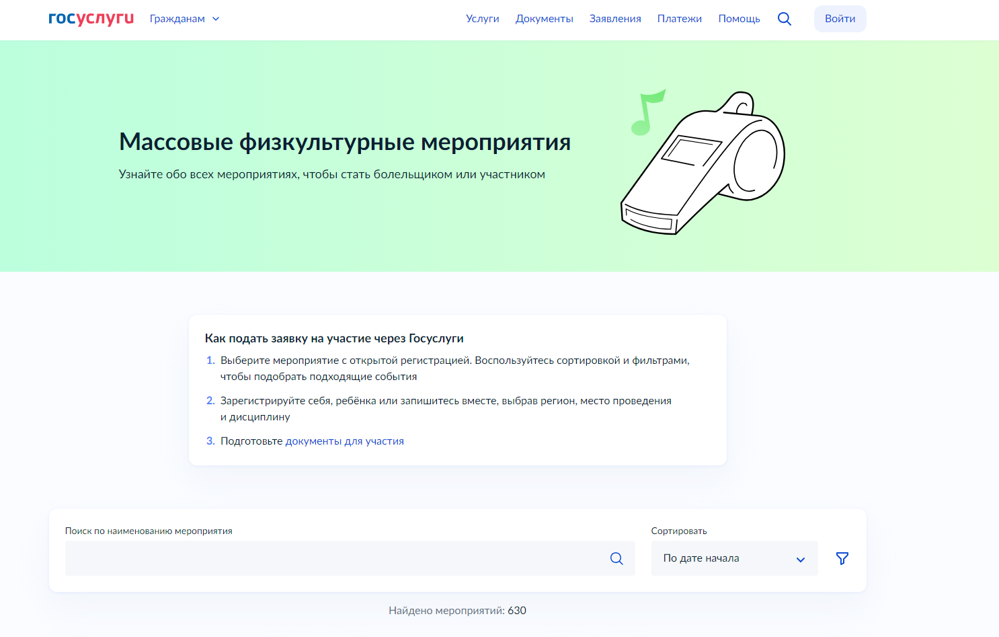 госуслуги Гражданам Услуги Документы Заявления Платежи Помощь Войти
Массовые физкультурные мероприятия
Узнайте обо всех мероприятиях, чтобы стать болельщиком или участником
Как подать заявку на участие через Госуслуги
1. Выберите мероприятие с открытой регистрацией. Воспользуйтесь сортировкой и фильтрами,
чтобы подобрать подходящие события
2. Зарегистрируйте себя, ребёнка или запишитесь вместе, выбрав регион, место проведения
и дисциплину
3. Подготовьте документы для участия
Поиск по наименованию мероприятия
Сортировать
По дате начала
Найдено мероприятий: 630